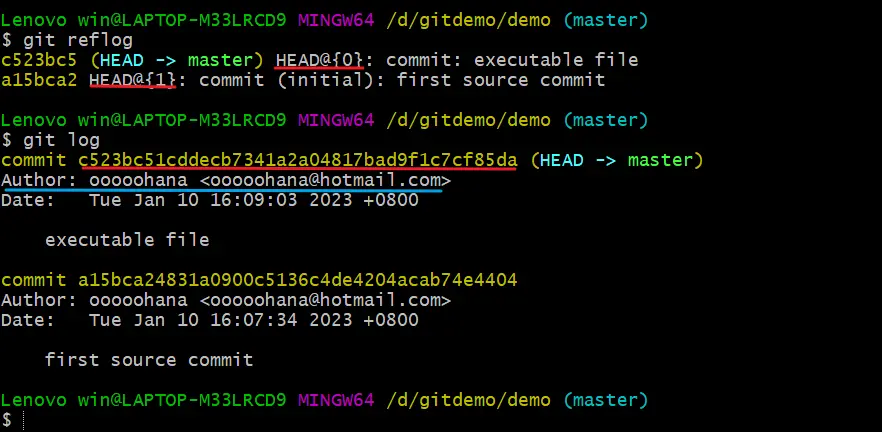 Lenovo win@LAPTOP-M33LRCD9 MINGW64 /d/gitdemo/demo (master)
$ git reflog
c523bc5 (HEAD -> master) HEAD@{0}: commit: executable file
a15bca2 HEAD@{1}: commit (initial): first source commit
Lenovo win@LAPTOP-M33LRCD9 MINGW64 /d/gitdemo/demo (master)
$ git log
commit c523bc51cddecb7341a2a04817bad9f1c7cf85da (HEAD -> master)
Author: ooooohana <ooooohana@hotmail.com>
Date:   Tue Jan 10 16:09:03 2023 +0800
executable file
commit a15bca24831a0900c5136c4de4204acab74e4404
Author: ooooohana <ooooohana@hotmail.com>
Date:   Tue Jan 10 16:07:34 2023 +0800
first source commit
Lenovo win@LAPTOP-M33LRCD9 MINGW64 /d/gitdemo/demo (master)
$